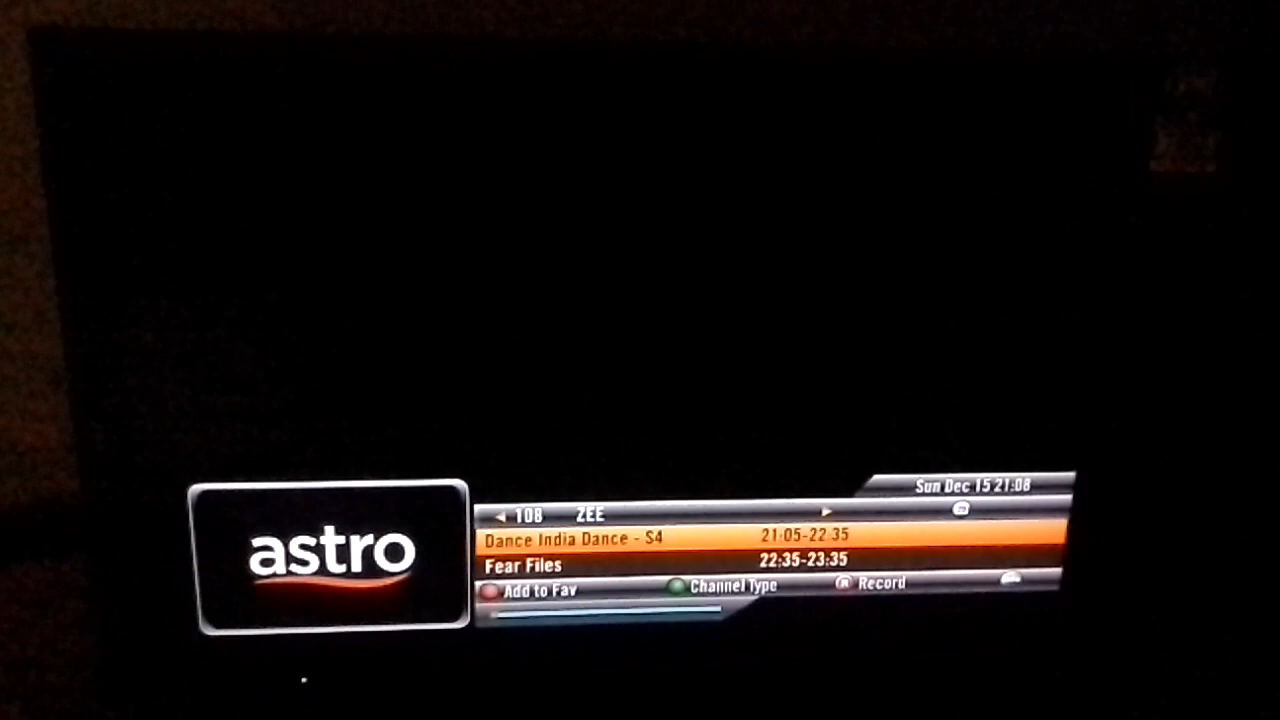 Sun Dec 15 21:08
108 ZEE
Dance India Dance - S4 21:05-22:35
Fear Files 22:35-23:35
Add to Fav Channel Type R Record
astro